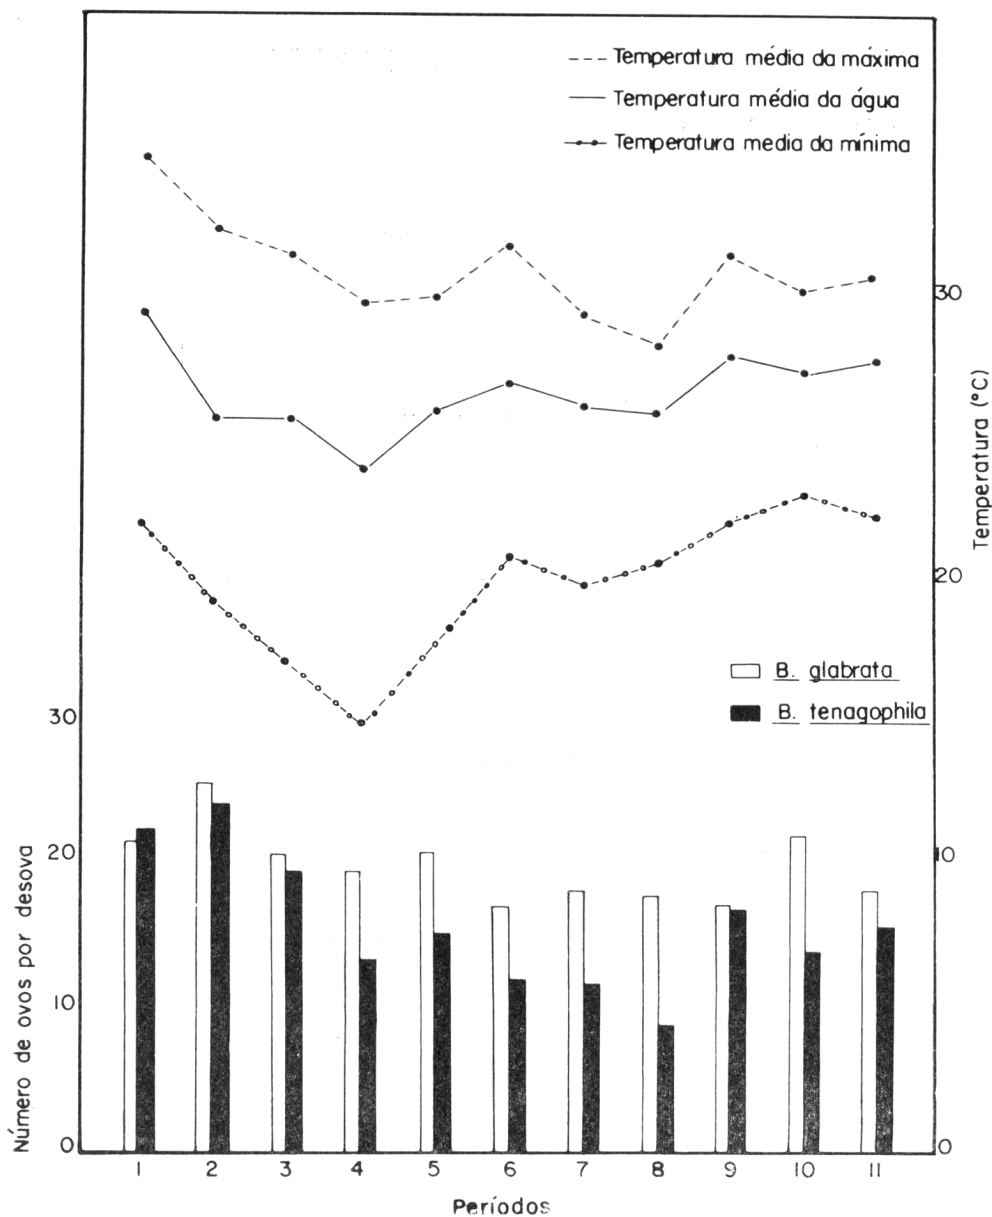 Temperatura média da máxima
Temperatura média da água
Temperatura media da mínima
30
20
10
0
Temperatura (°C)
B. glabrata
B. tenagophila
30
20
10
0
Número de ovos por desova
1 2 3 4 5 6 7 8 9 10 11
Períodos